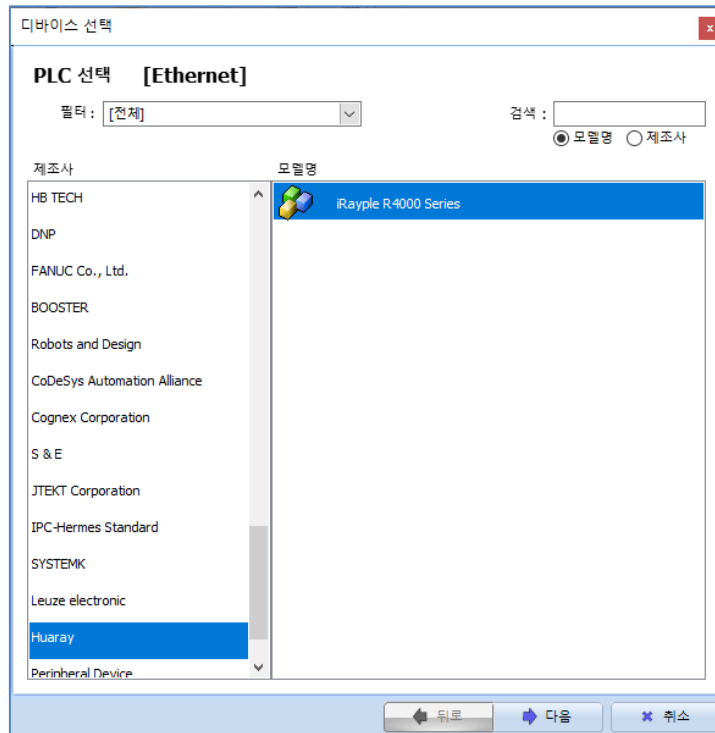 디바이스 선택
x
PLC 선택 [Ethernet]
필터 : [전체]
검색 :
모델명 제조사
제조사 모델명
HB TECH
iRayple R4000 Series
DNP
FANUC Co., Ltd.
BOOSTER
Robots and Design
CoDeSys Automation Alliance
Cognex Corporation
S & E
JTEKT Corporation
IPC-Hermes Standard
SYSTEMK
Leuze electronic
Huaray
Peripheral Device
뒤로 다음 취소